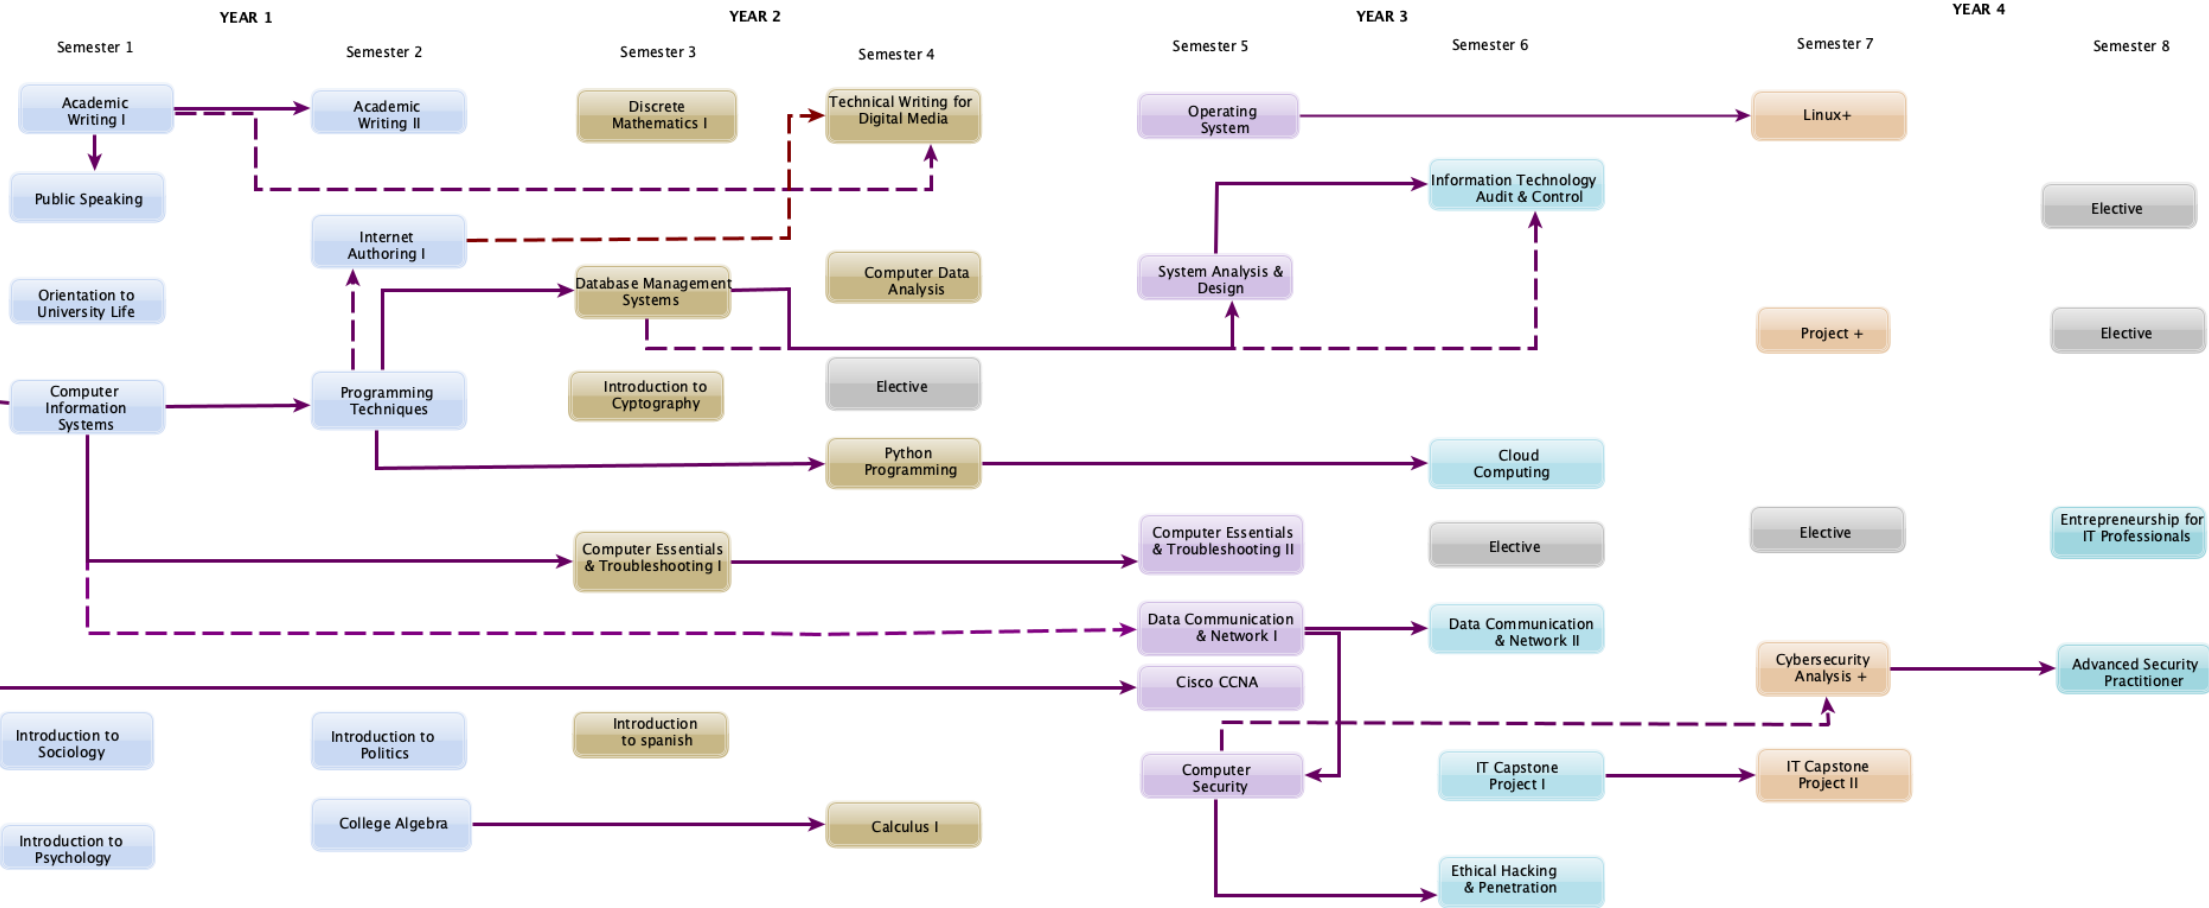 YEAR 1
YEAR 2
YEAR 3
YEAR 4
Semester 1
Semester 2
Semester 3
Semester 4
Semester 5
Semester 6
Semester 7
Semester 8
Academic
Writing I
Public Speaking
Orientation to
University Life
Computer
Information
Systems
Introduction to
Sociology
Introduction to
Psychology
Academic
Writing II
Internet
Authoring I
Programming
Techniques
Introduction to
Politics
College Algebra
Discrete
Mathematics I
Database Management
Systems
Introduction to
Cyptography
Computer Essentials
& Troubleshooting I
Introduction
to spanish
Technical Writing for
Digital Media
Computer Data
Analysis
Elective
Python
Programming
Calculus I
Operating
System
System Analysis &
Design
Computer Essentials
& Troubleshooting II
Data Communication
& Network I
Cisco CCNA
Computer
Security
Information Technology
Audit & Control
Cloud
Computing
Elective
Data Communication
& Network II
IT Capstone
Project I
Ethical Hacking
& Penetration
Linux+
Project +
Elective
Cybersecurity
Analysis +
IT Capstone
Project II
Elective
Elective
Entrepreneurship for
IT Professionals
Advanced Security
Practitioner